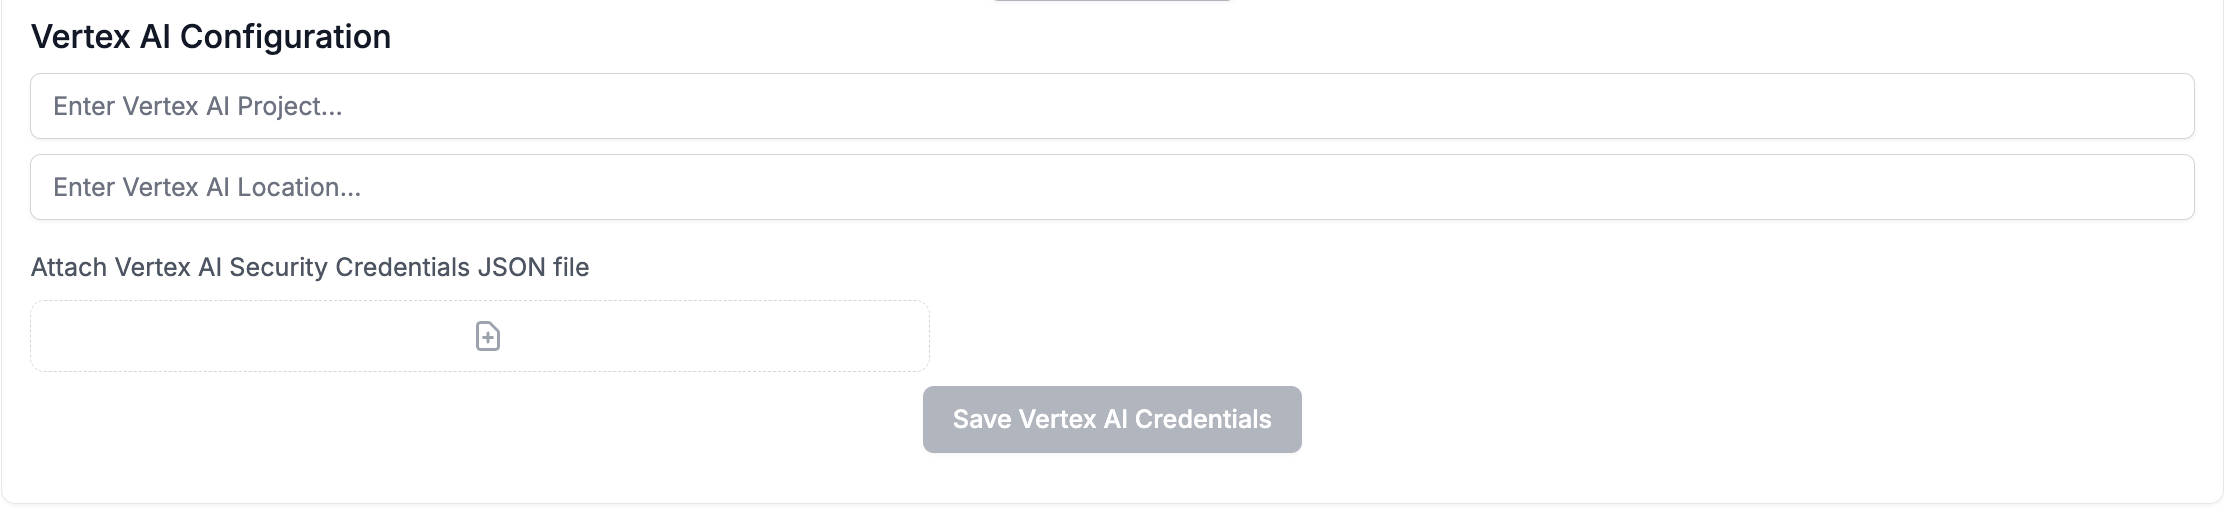 Vertex AI Configuration
Enter Vertex AI Project...
Enter Vertex AI Location...
Attach Vertex AI Security Credentials JSON file
Save Vertex AI Credentials